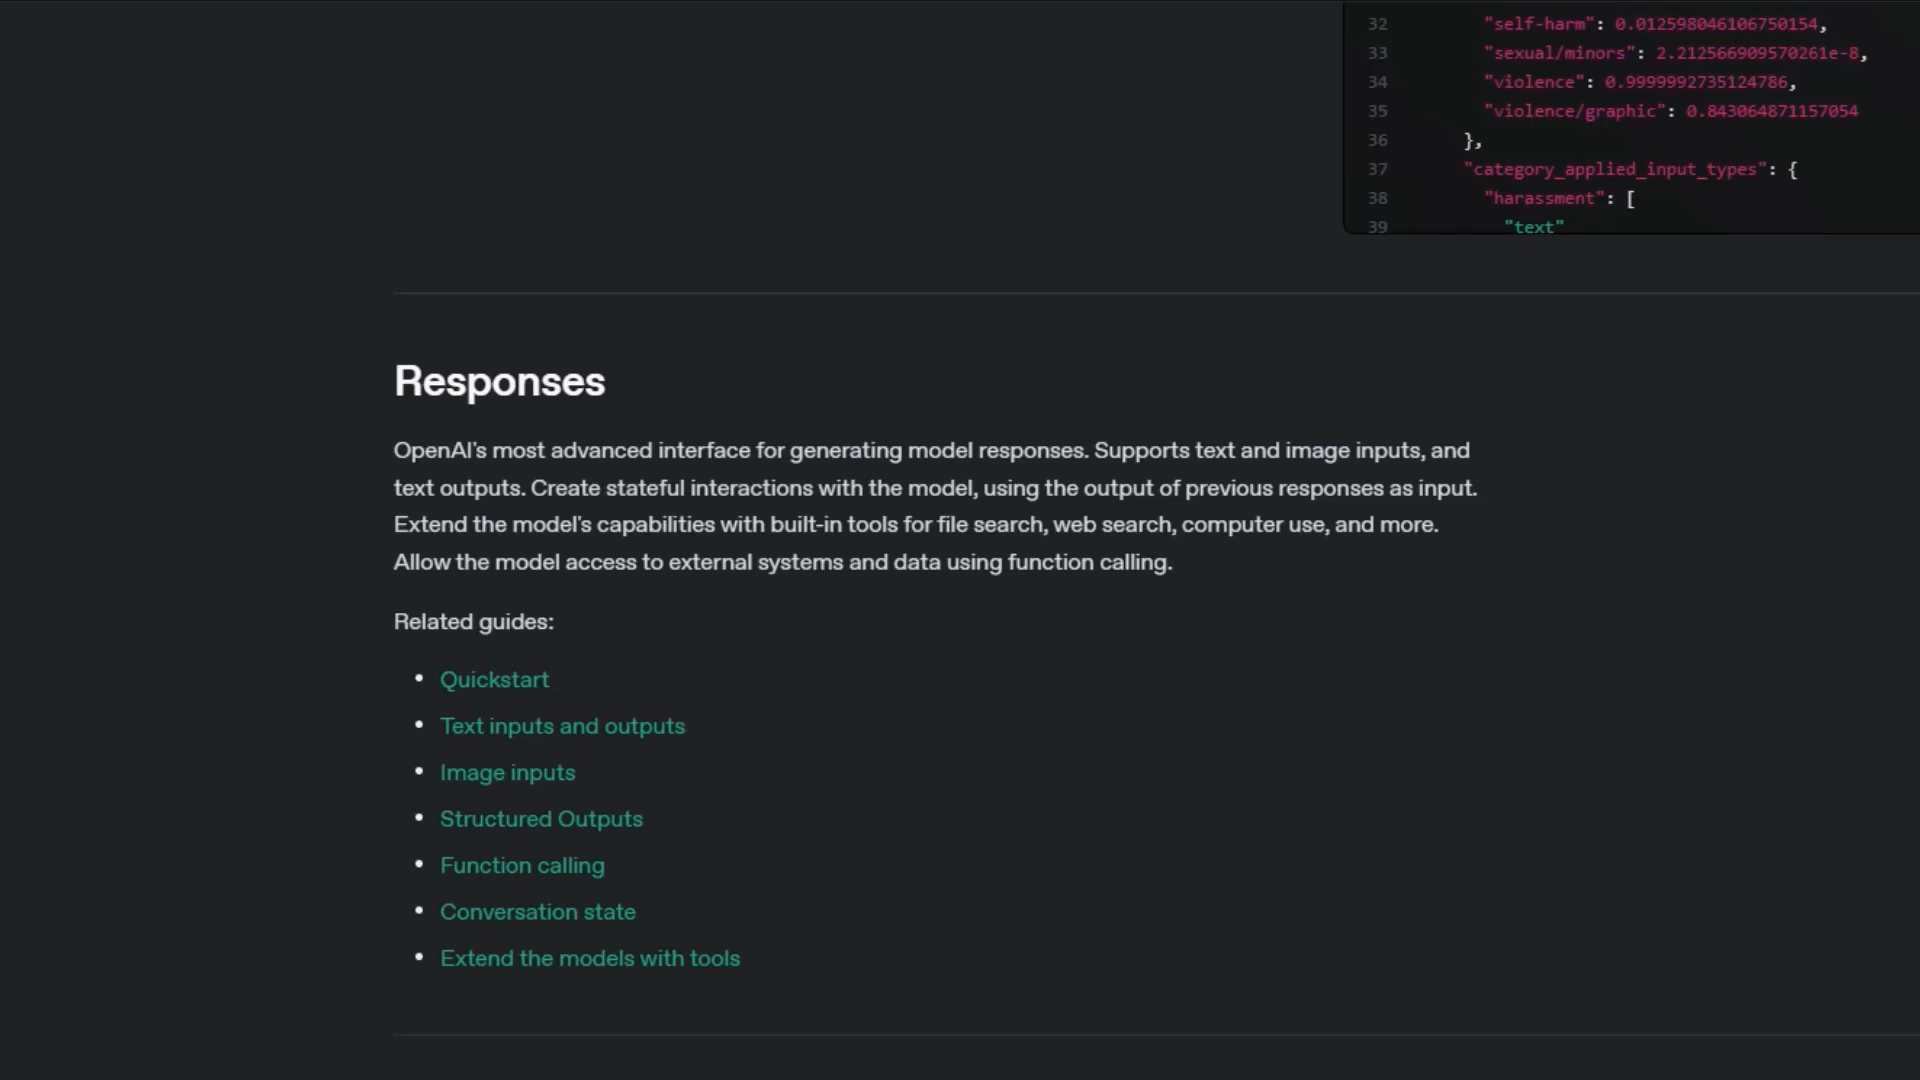 32 "self-harm": 0.012598046106750154,
33 "sexual/minors": 2.212566909570261e-8,
34 "violence": 0.9999992735124786,
35 "violence/graphic": 0.843064871157054
36 },
37 "category_applied_input_types": {
38 "harassment": [
39 "text"
Responses
OpenAI's most advanced interface for generating model responses. Supports text and image inputs, and
text outputs. Create stateful interactions with the model, using the output of previous responses as input.
Extend the model's capabilities with built-in tools for file search, web search, computer use, and more.
Allow the model access to external systems and data using function calling.
Related guides:
• Quickstart
• Text inputs and outputs
• Image inputs
• Structured Outputs
• Function calling
• Conversation state
• Extend the models with tools